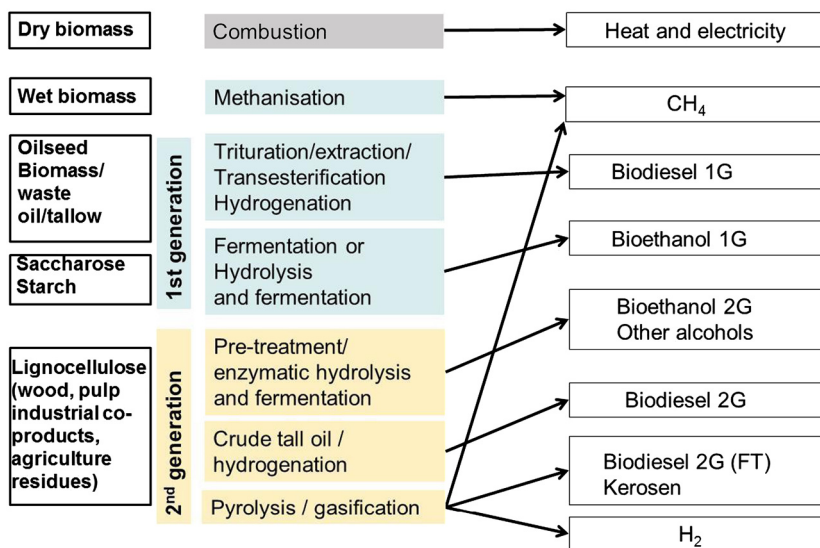 Dry biomass
Combustion
Heat and electricity
Wet biomass
Methanisation
CH₄
Oilseed
Biomass/
waste
oil/tallow
1st generation
Trituration/extraction/
Transesterification
Hydrogenation
Biodiesel 1G
Saccharose
Starch
Fermentation or
Hydrolysis
and fermentation
Bioethanol 1G
Lignocellulose
(wood, pulp
industrial co-
products,
agriculture
residues)
2nd generation
Pre-treatment/
enzymatic hydrolysis
and fermentation
Bioethanol 2G
Other alcohols
Crude tall oil /
hydrogenation
Biodiesel 2G
Pyrolysis / gasification
Biodiesel 2G (FT)
Kerosen
H₂